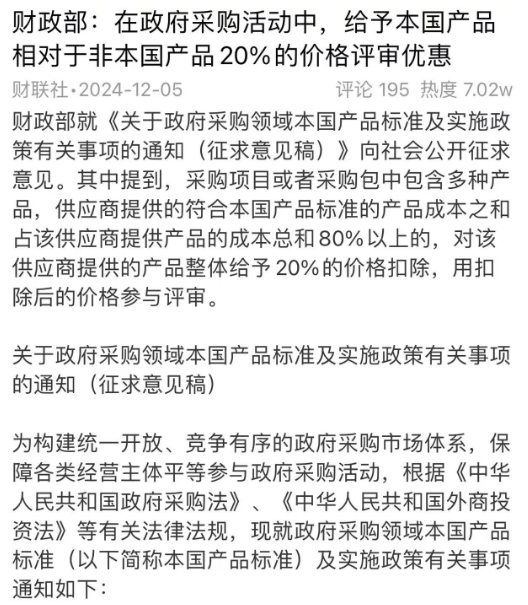 财政部：在政府采购活动中，给予本国产品
相对于非本国产品20%的价格评审优惠
财联社·2024-12-05 评论 195 热度 7.02w
财政部就《关于政府采购领域本国产品标准及实施政
策有关事项的通知（征求意见稿）》向社会公开征求
意见。其中提到，采购项目或者采购包中包含多种产
品，供应商提供的符合本国产品标准的产品成本之和
占该供应商提供产品的成本总和80%以上的，对该
供应商提供的产品整体给予20%的价格扣除，用扣
除后的价格参与评审。
关于政府采购领域本国产品标准及实施政策有关事项
的通知（征求意见稿）
为构建统一开放、竞争有序的政府采购市场体系，保
障各类经营主体平等参与政府采购活动，根据《中华
人民共和国政府采购法》、《中华人民共和国外商投
资法》等有关法律法规，现就政府采购领域本国产品
标准（以下简称本国产品标准）及实施政策有关事项
通知如下：